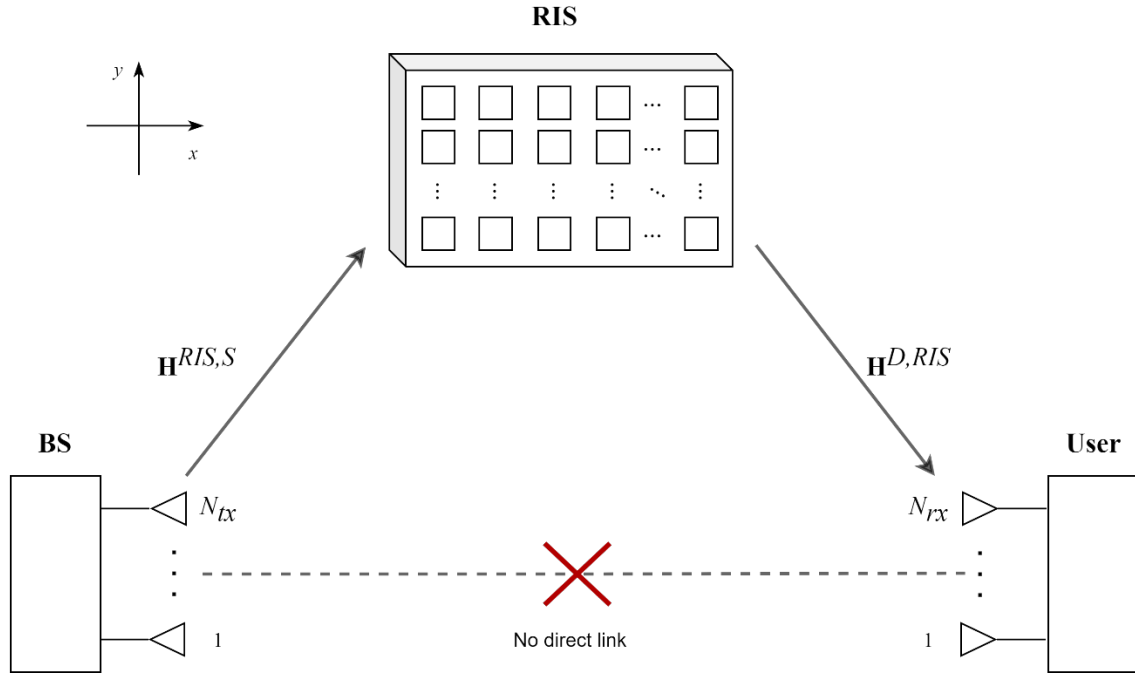 RIS
y
x
H^{RIS,S}
H^{D,RIS}
BS
User
N_{tx}
N_{rx}
1
No direct link
1